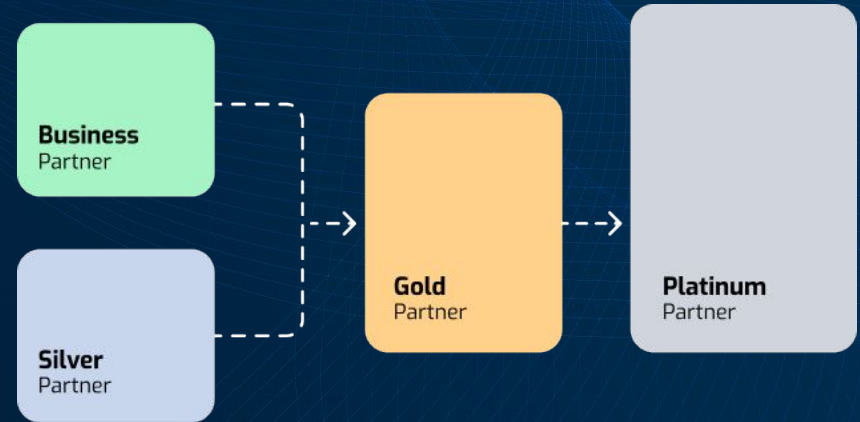 Business
Partner
Silver
Partner
Gold
Partner
Platinum
Partner